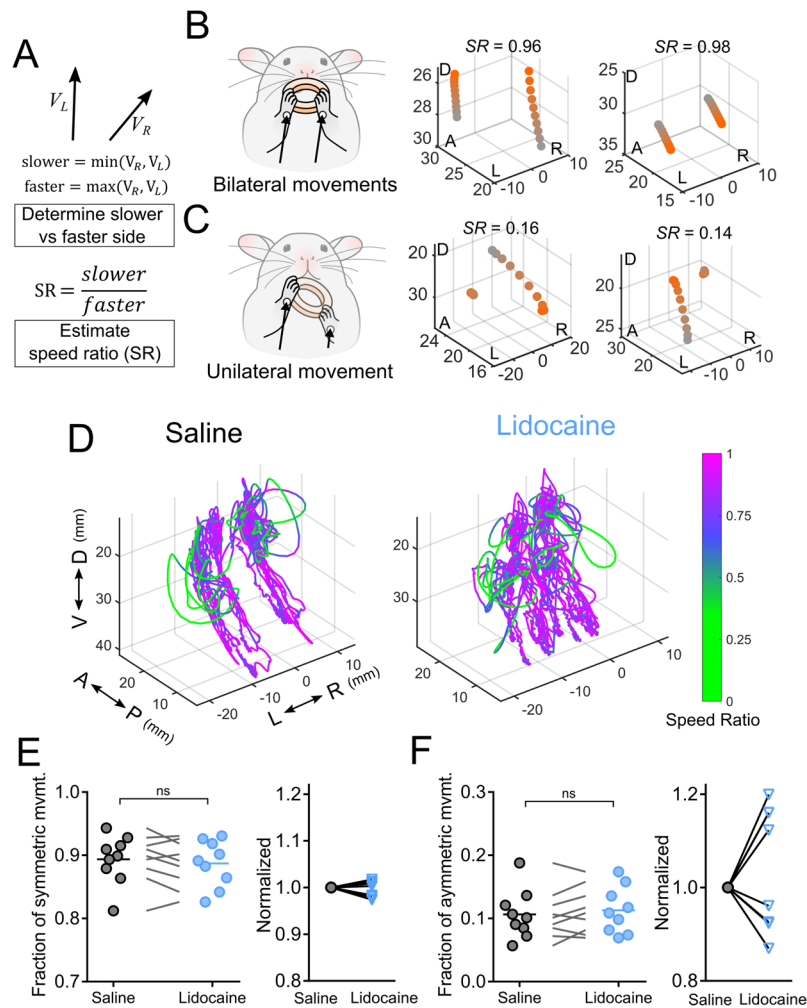 A
V_L
V_R
slower = min(V_R, V_L)
faster = max(V_R, V_L)
Determine slower
vs faster side
SR = slower
faster
Estimate
speed ratio (SR)
B
Bilateral movements
SR = 0.96
D
26
28
30
A
30
25
20
L
-10
0
10
R
SR = 0.98
D
25
30
35
A
25
20
15
L
-10
0
10
R
C
Unilateral movement
SR = 0.16
D
20
30
A
24
20
16
L
-20
0
20
R
SR = 0.14
D
20
25
A
30
20
L
-10
0
10
R
D
Saline
Lidocaine
V ↔ D (mm)
20
30
40
20
10
A ↔ P (mm)
-20
-10
0
10
L ↔ R (mm)
20
30
20
10
-20
-10
0
10
1
0.75
0.5
0.25
0
Speed Ratio
E
Fraction of symmetric mvmt.
1.0
0.9
0.8
0.7
ns
Saline
Lidocaine
Normalized
1.2
1.1
1.0
0.9
0.8
Saline
Lidocaine
F
Fraction of aymmetric mvmt.
0.3
0.2
0.1
0.0
ns
Saline
Lidocaine
Normalized
1.2
1.0
0.8
Saline
Lidocaine